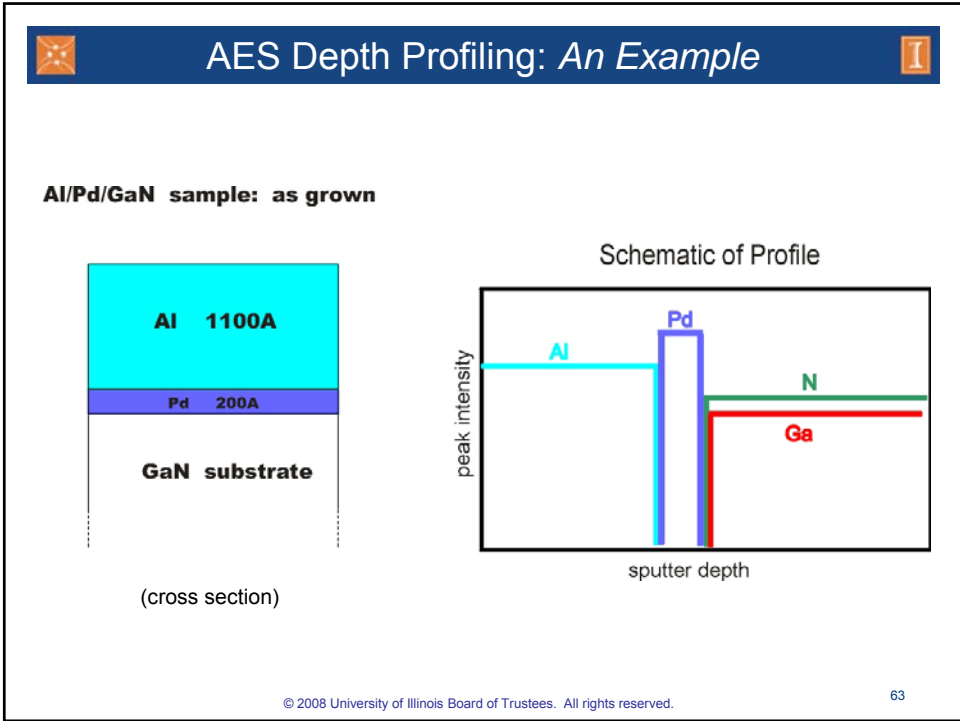 AES Depth Profiling: An Example
Al/Pd/GaN sample: as grown
Al 1100A
Pd 200A
GaN substrate
(cross section)
Schematic of Profile
peak intensity
Al
Pd
N
Ga
sputter depth
© 2008 University of Illinois Board of Trustees. All rights reserved.
63